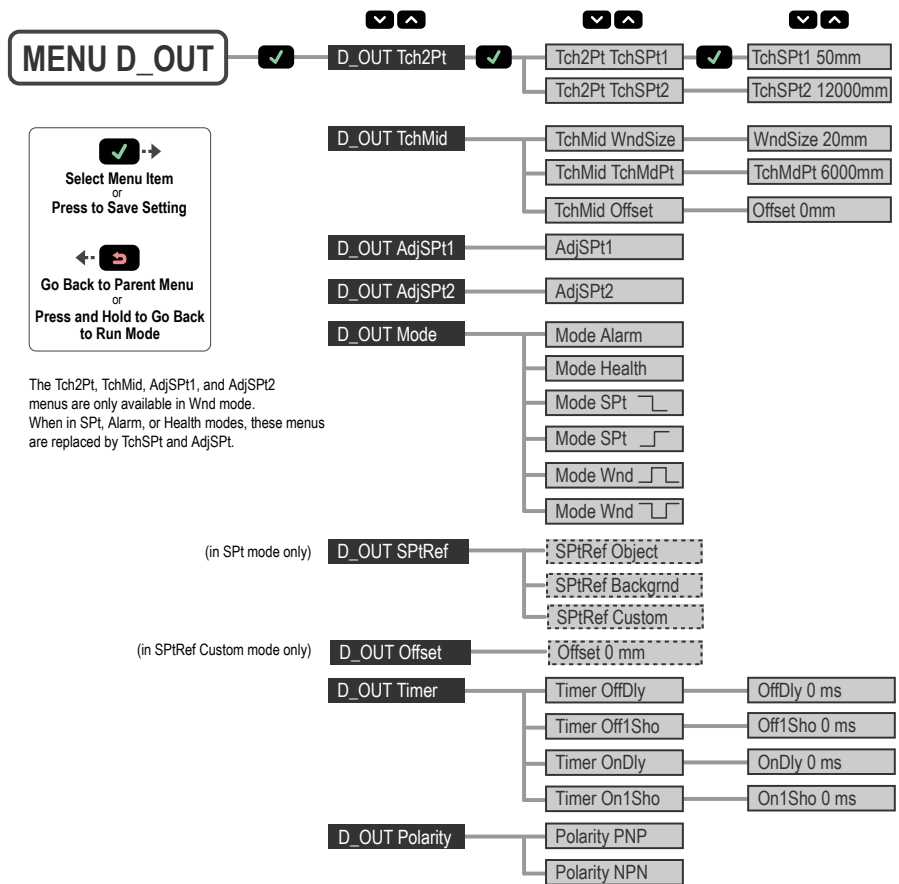 MENU D_OUT
D_OUT Tch2Pt
Tch2Pt TchSPt1
TchSPt1 50mm
Tch2Pt TchSPt2
TchSPt2 12000mm
Select Menu Item
or
Press to Save Setting
Go Back to Parent Menu
or
Press and Hold to Go Back
to Run Mode
The Tch2Pt, TchMid, AdjSPt1, and AdjSPt2
menus are only available in Wnd mode.
When in SPt, Alarm, or Health modes, these menus
are replaced by TchSPt and AdjSPt.
D_OUT TchMid
TchMid WndSize
WndSize 20mm
TchMid TchMdPt
TchMdPt 6000mm
TchMid Offset
Offset 0mm
D_OUT AdjSPt1
AdjSPt1
D_OUT AdjSPt2
AdjSPt2
D_OUT Mode
Mode Alarm
Mode Health
Mode SPt
Mode SPt
Mode Wnd
Mode Wnd
(in SPt mode only)
D_OUT SPtRef
SPtRef Object
SPtRef Backgrnd
SPtRef Custom
(in SPtRef Custom mode only)
D_OUT Offset
Offset 0 mm
D_OUT Timer
Timer OffDly
OffDly 0 ms
Timer Off1Sho
Off1Sho 0 ms
Timer OnDly
OnDly 0 ms
Timer On1Sho
On1Sho 0 ms
D_OUT Polarity
Polarity PNP
Polarity NPN